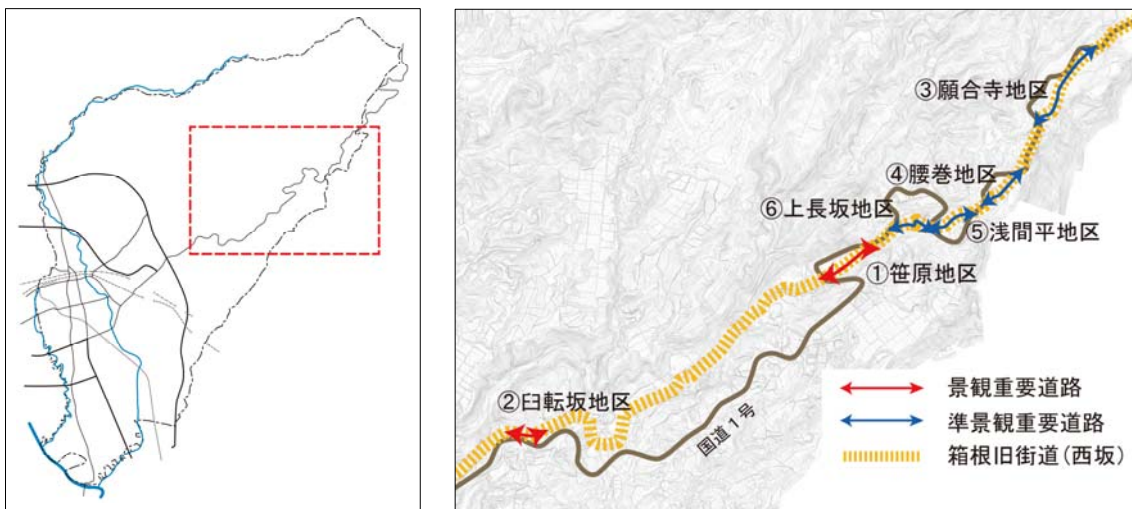 ③願合寺地区
④腰巻地区
⑥上長坂地区
⑤浅間平地区
①笹原地区
②臼転坂地区
国道1号
景観重要道路
準景観重要道路
箱根旧街道(西坂)